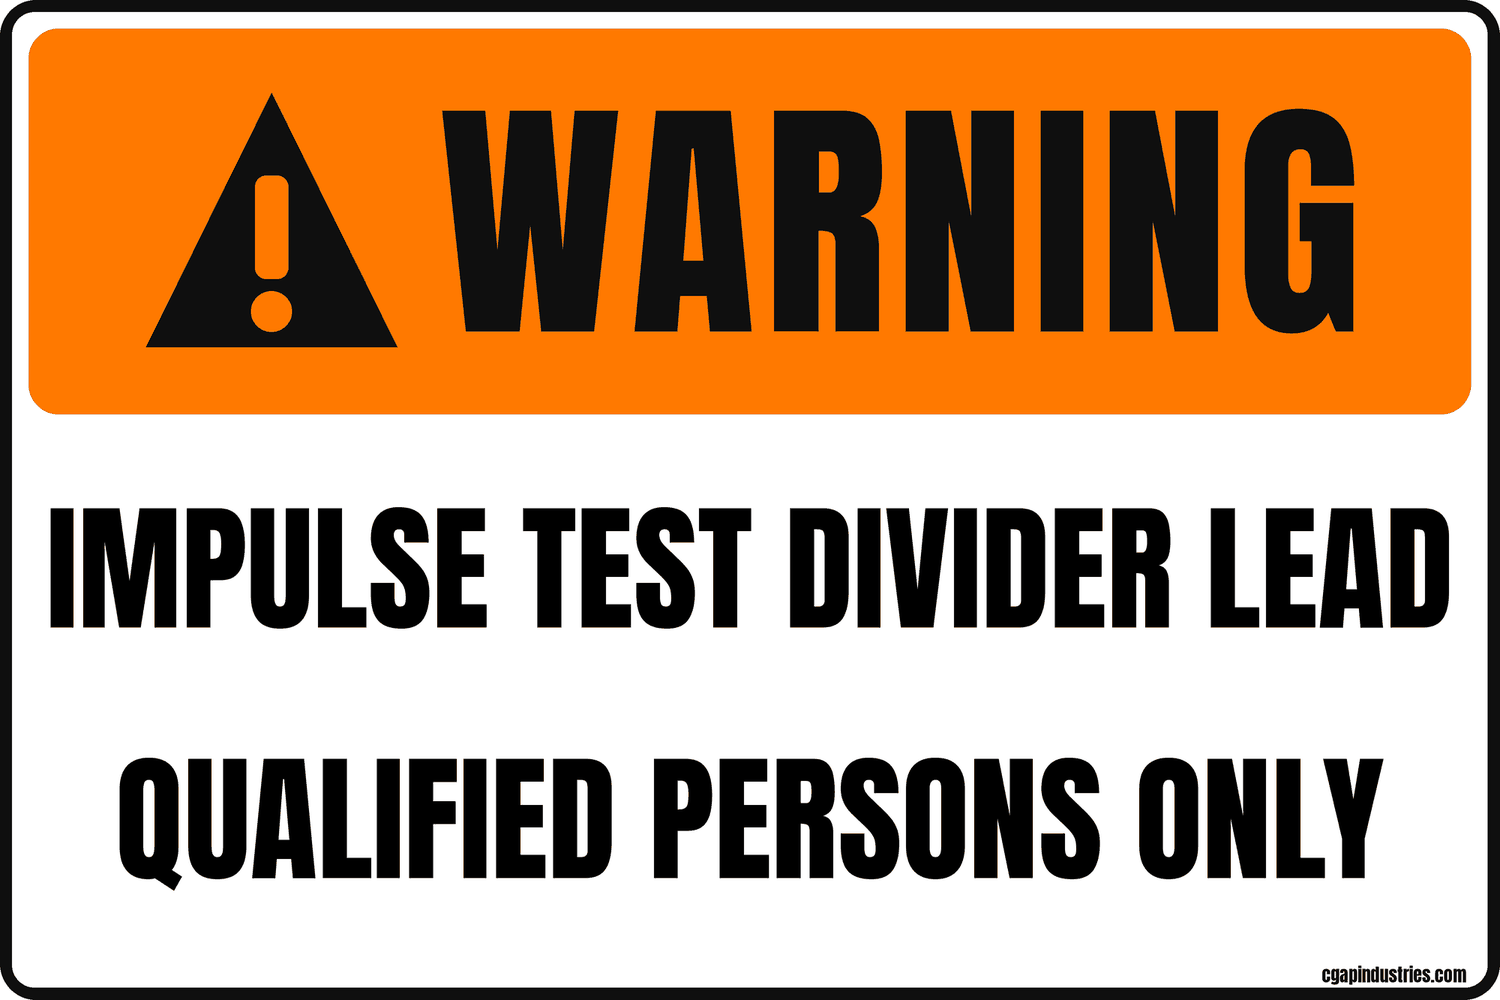 WARNING
IMPULSE TEST DIVIDER LEAD
QUALIFIED PERSONS ONLY
cgapindustries.com